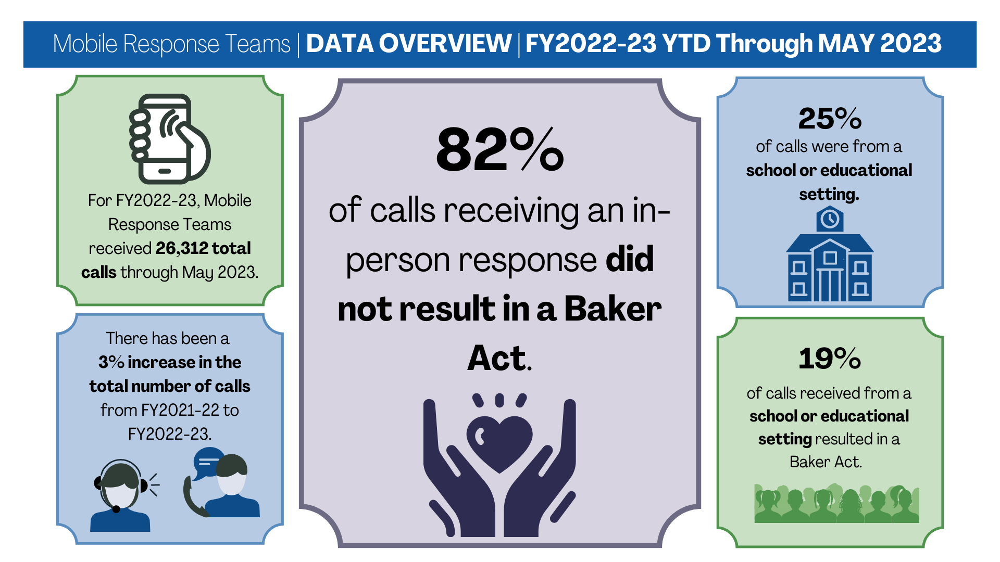 Mobile Response Teams | DATA OVERVIEW | FY2022-23 YTD Through MAY 2023
For FY2022-23, Mobile
Response Teams
received 26,312 total
calls through May 2023.
There has been a
3% increase in the
total number of calls
from FY2021-22 to
FY2022-23.
82%
of calls receiving an in-
person response did
not result in a Baker
Act.
25%
of calls were from a
school or educational
setting.
19%
of calls received from a
school or educational
setting resulted in a
Baker Act.